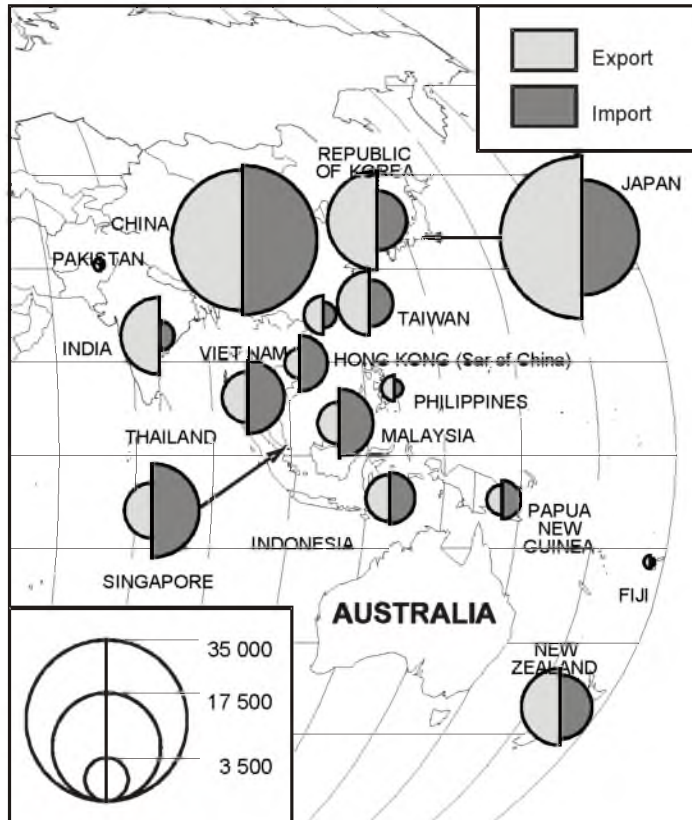 Export
Import
REPUBLIC
OF KOREA
JAPAN
CHINA
PAKISTAN
TAIWAN
INDIA
VIET NAM
HONG KONG (Sar of China)
PHILIPPINES
THAILAND
MALAYSIA
PAPUA
NEW
GUINEA
INDONESIA
SINGAPORE
FIJI
AUSTRALIA
NEW
ZEALAND
35 000
17 500
3 500